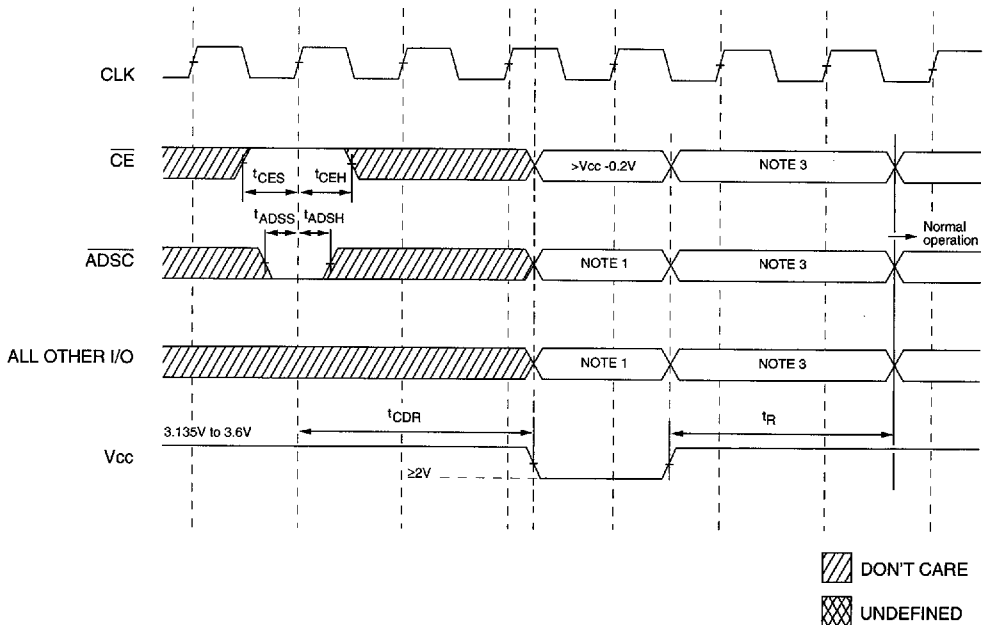 CLK
CE
>Vcc -0.2V
NOTE 3
tCES
tCEH
tADSS
tADSH
Normal
operation
ADSC
NOTE 1
NOTE 3
ALL OTHER I/O
NOTE 1
NOTE 3
tCDR
tR
3.135V to 3.6V
Vcc
≥2V
DON'T CARE
UNDEFINED